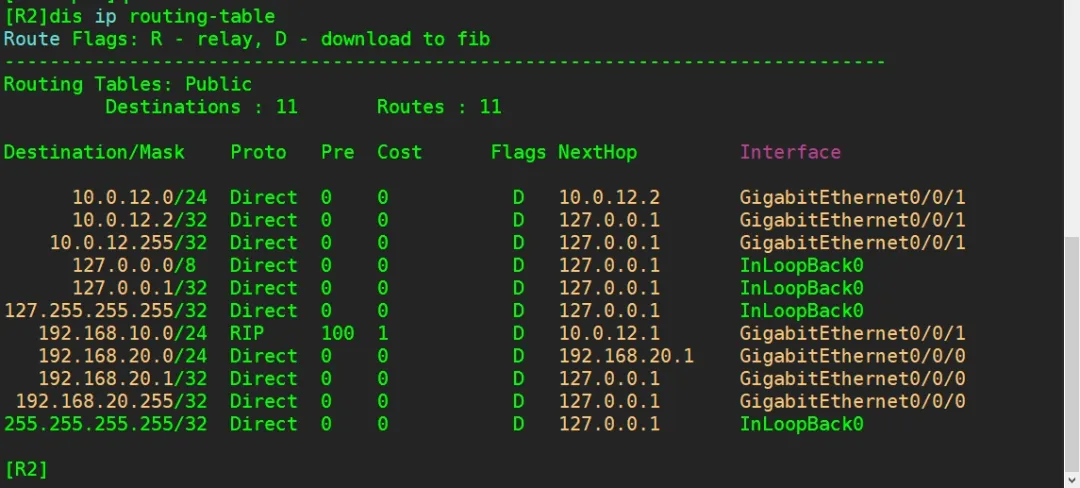 [R2]dis ip routing-table
Route Flags: R - relay, D - download to fib
------------------------------------------------------------------------------
Routing Tables: Public
         Destinations : 11       Routes : 11
Destination/Mask    Proto   Pre  Cost      Flags NextHop         Interface
      10.0.12.0/24  Direct  0    0           D   10.0.12.2       GigabitEthernet0/0/1
      10.0.12.2/32  Direct  0    0           D   127.0.0.1       GigabitEthernet0/0/1
    10.0.12.255/32  Direct  0    0           D   127.0.0.1       GigabitEthernet0/0/1
      127.0.0.0/8   Direct  0    0           D   127.0.0.1       InLoopBack0
      127.0.0.1/32  Direct  0    0           D   127.0.0.1       InLoopBack0
127.255.255.255/32  Direct  0    0           D   127.0.0.1       InLoopBack0
   192.168.10.0/24  RIP     100  1           D   10.0.12.1       GigabitEthernet0/0/1
   192.168.20.0/24  Direct  0    0           D   192.168.20.1    GigabitEthernet0/0/0
   192.168.20.1/32  Direct  0    0           D   127.0.0.1       GigabitEthernet0/0/0
 192.168.20.255/32  Direct  0    0           D   127.0.0.1       GigabitEthernet0/0/0
255.255.255.255/32  Direct  0    0           D   127.0.0.1       InLoopBack0
[R2]